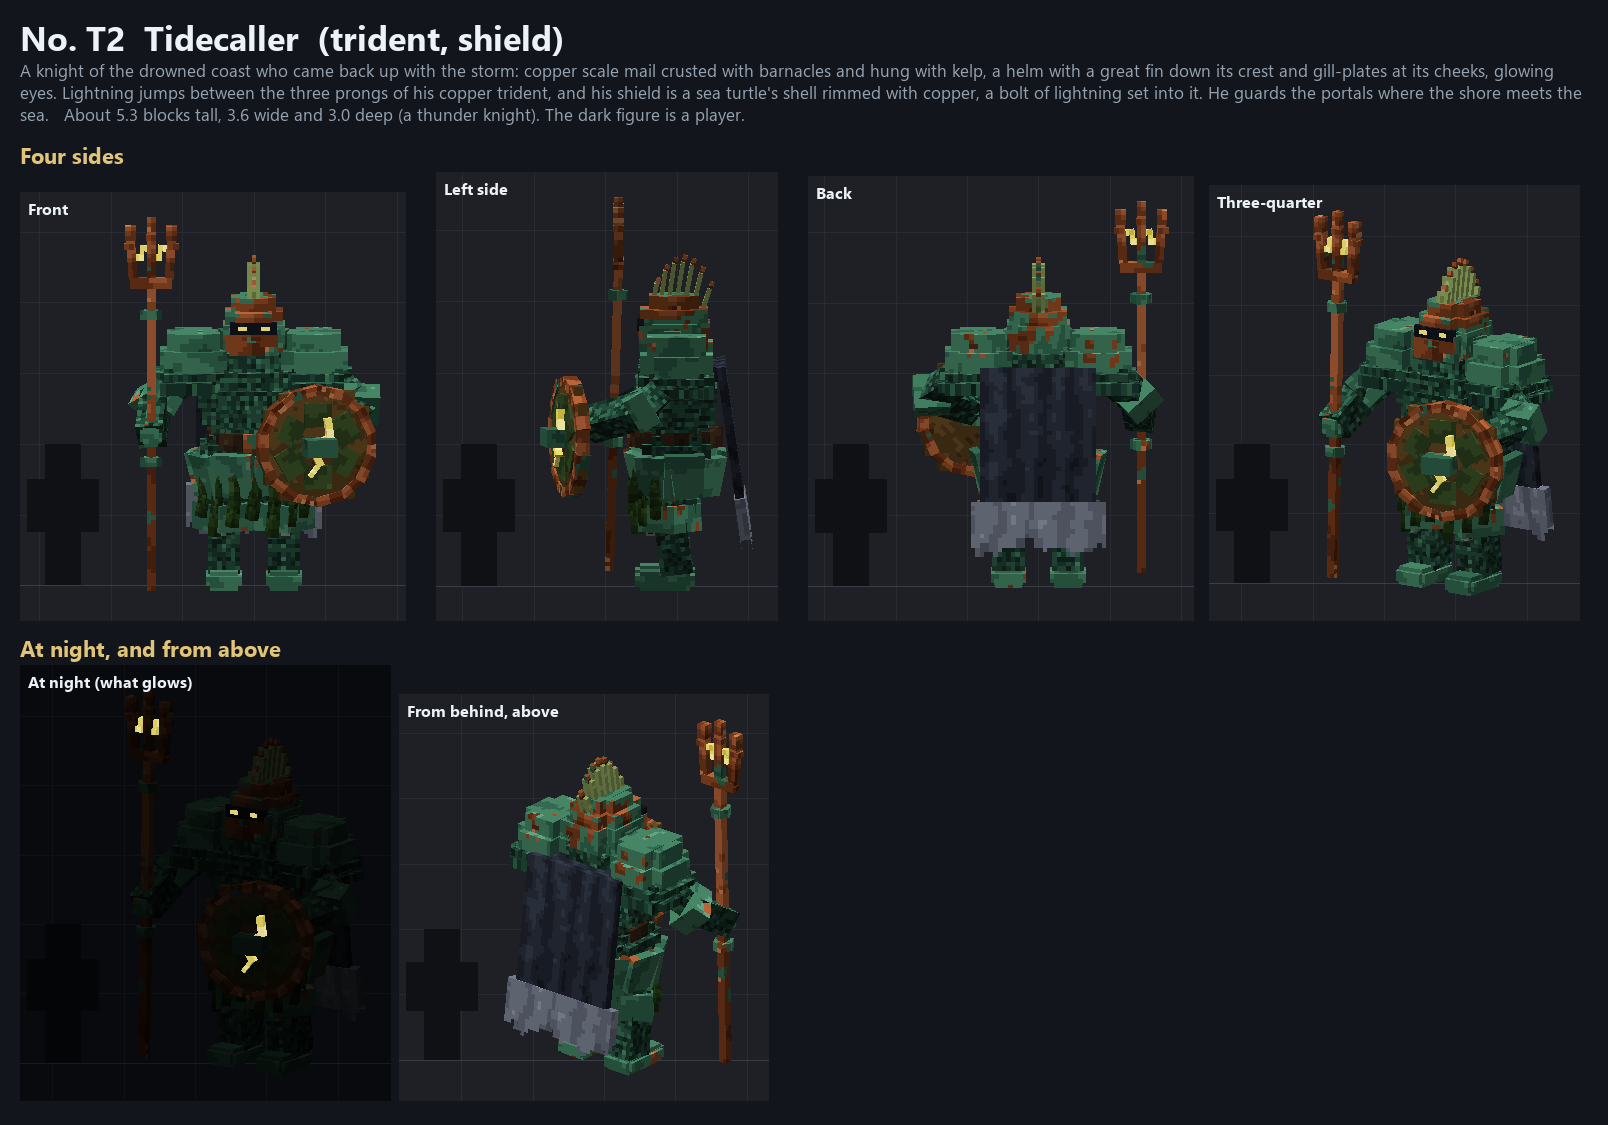 No. T2  Tidecaller  (trident, shield)
A knight of the drowned coast who came back up with the storm: copper scale mail crusted with barnacles and hung with kelp, a helm with a great fin down its crest and gill-plates at its cheeks, glowing
eyes. Lightning jumps between the three prongs of his copper trident, and his shield is a sea turtle's shell rimmed with copper, a bolt of lightning set into it. He guards the portals where the shore meets the
sea.   About 5.3 blocks tall, 3.6 wide and 3.0 deep (a thunder knight). The dark figure is a player.
Four sides
Front
Left side
Back
Three-quarter
At night, and from above
At night (what glows)
From behind, above